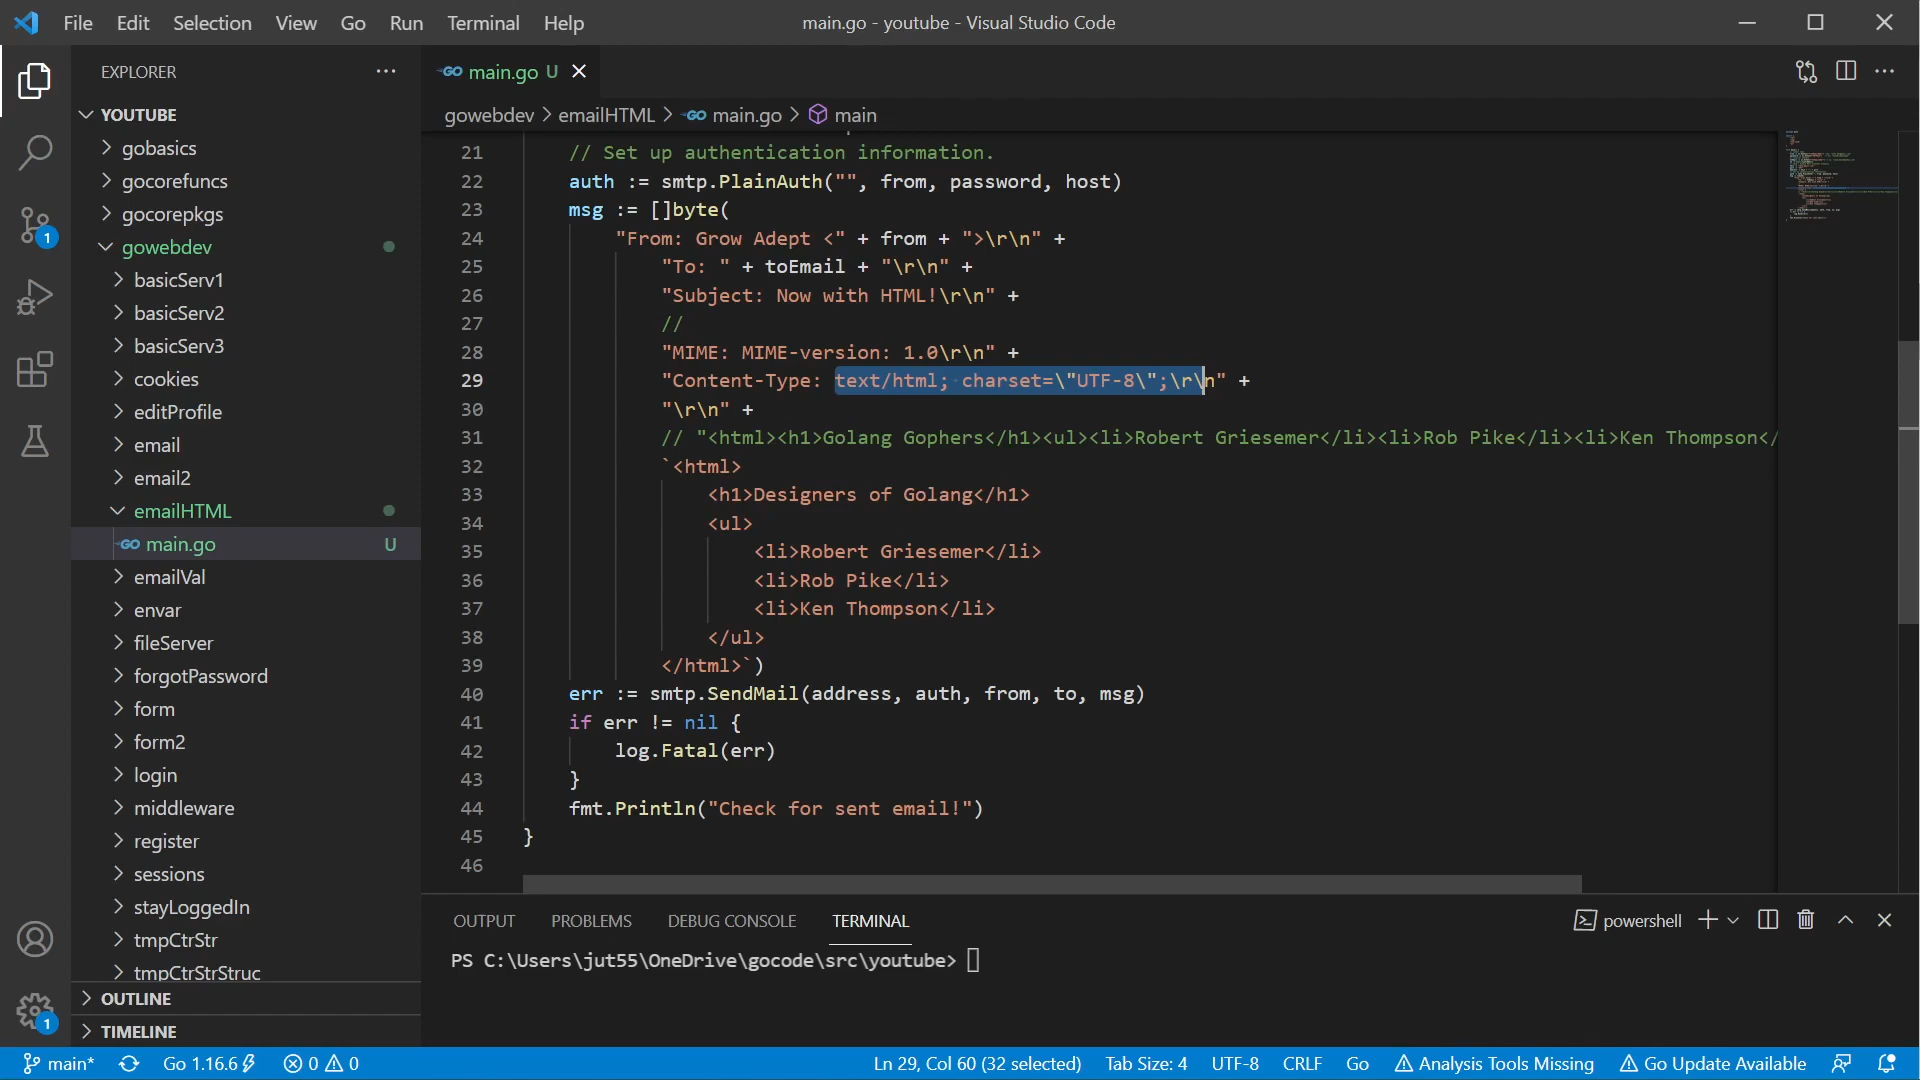 File Edit Selection View Go Run Terminal Help
main.go - youtube - Visual Studio Code
EXPLORER
YOUTUBE
gobasics
gocorefuncs
gocorepkgs
gowebdev
basicServ1
basicServ2
basicServ3
cookies
editProfile
email
email2
emailHTML
GO main.go U
emailVal
envar
fileServer
forgotPassword
form
form2
login
middleware
register
sessions
stayLoggedIn
tmpCtrStr
tmpCtrStrStruc
OUTLINE
TIMELINE
1
1
GO main.go U
gowebdev > emailHTML > GO main.go > main
21 // Set up authentication information.
22 auth := smtp.PlainAuth("", from, password, host)
23 msg := []byte(
24 "From: Grow Adept <" + from + ">\r\n" +
25 "To: " + toEmail + "\r\n" +
26 "Subject: Now with HTML!\r\n" +
27 //
28 "MIME: MIME-version: 1.0\r\n" +
29 "Content-Type: text/html; charset=\"UTF-8\";\r\n" +
30 "\r\n" +
31 // "<html><h1>Golang Gophers</h1><ul><li>Robert Griesemer</li><li>Rob Pike</li><li>Ken Thompson</
32 `<html>
33 <h1>Designers of Golang</h1>
34 <ul>
35 <li>Robert Griesemer</li>
36 <li>Rob Pike</li>
37 <li>Ken Thompson</li>
38 </ul>
39 </html>`)
40 err := smtp.SendMail(address, auth, from, to, msg)
41 if err != nil {
42 log.Fatal(err)
43 }
44 fmt.Println("Check for sent email!")
45 }
46
OUTPUT PROBLEMS DEBUG CONSOLE TERMINAL
powershell
PS C:\Users\jut55\OneDrive\gocode\src\youtube>
main* Go 1.16.6 0 0
Ln 29, Col 60 (32 selected) Tab Size: 4 UTF-8 CRLF Go Analysis Tools Missing Go Update Available